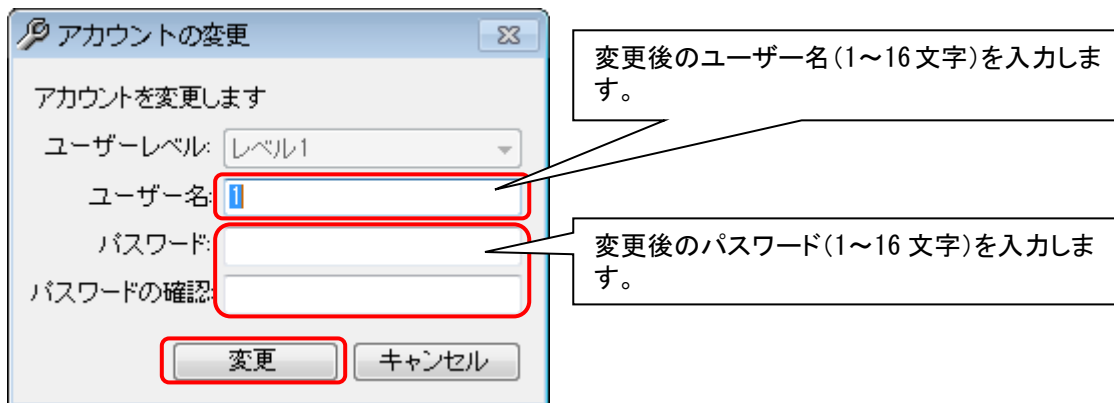 アカウントの変更
アカウントを変更します
ユーザーレベル: レベル1
ユーザー名: 1
パスワード:
パスワードの確認:
変更 キャンセル
変更後のユーザー名(1～16文字)を入力しま
す。
変更後のパスワード(1～16 文字)を入力しま
す。